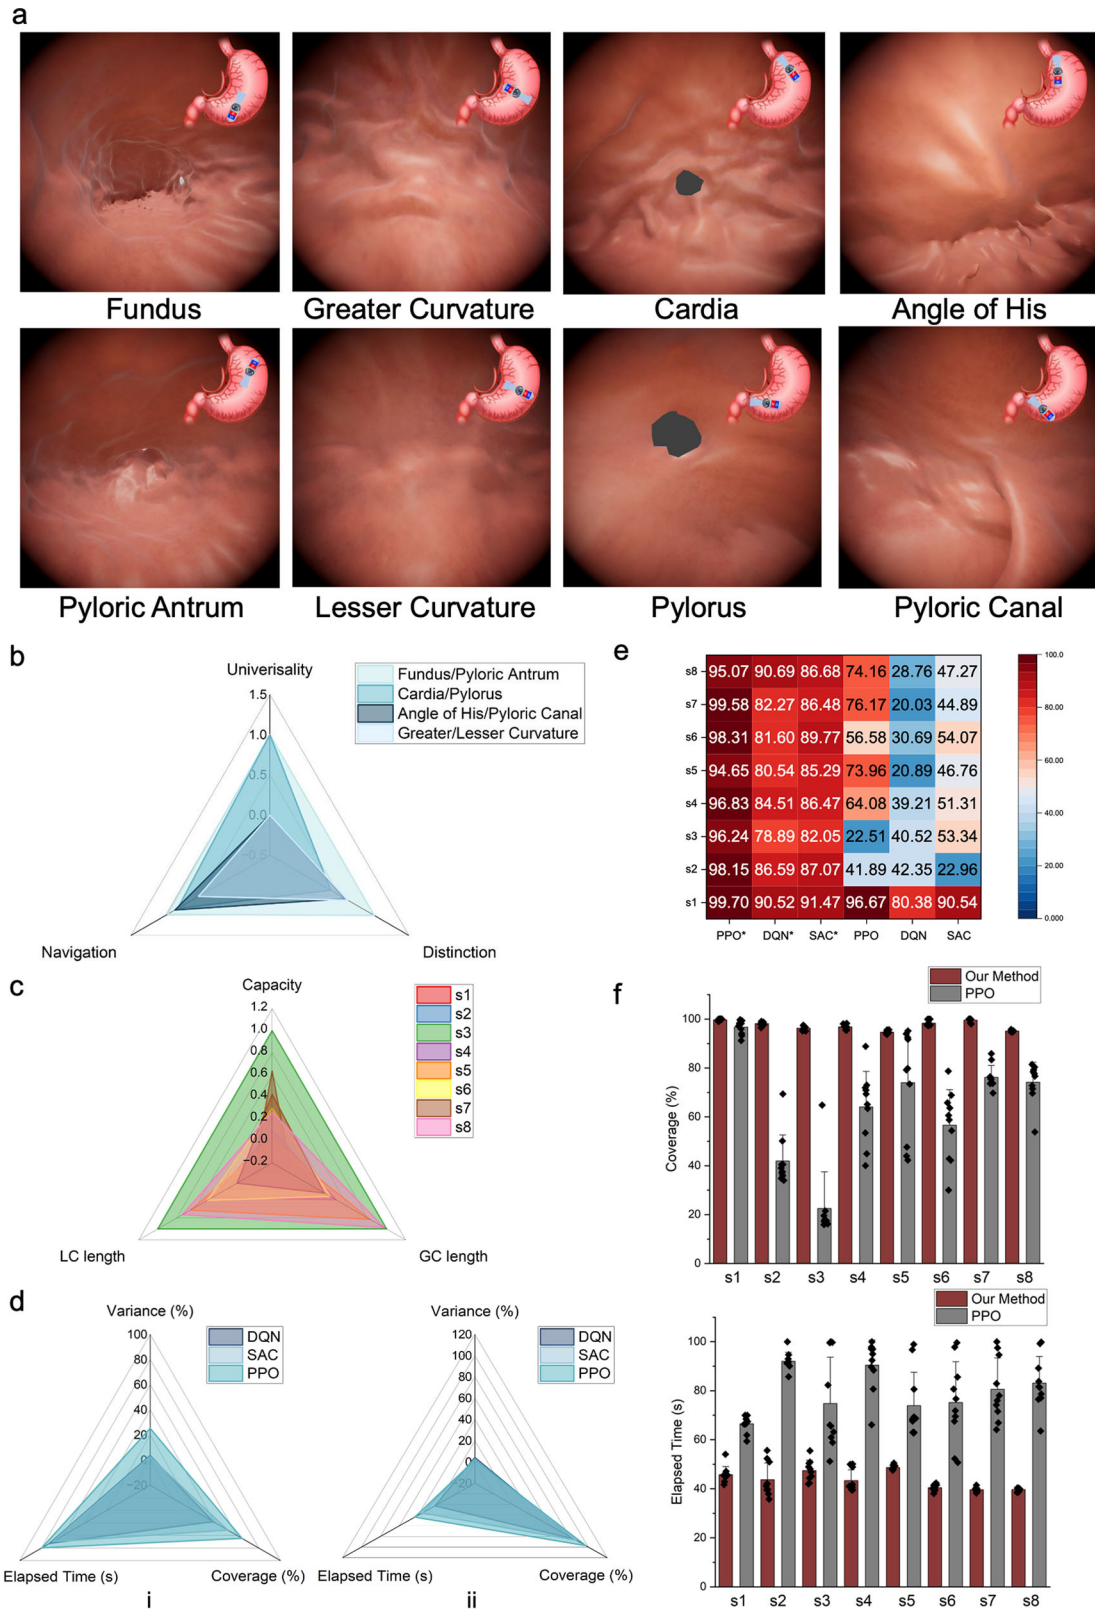 a
Fundus
Greater Curvature
Cardia
Angle of His
Pyloric Antrum
Lesser Curvature
Pylorus
Pyloric Canal
b
Univerisality
1.5
1.0
0.5
0.0
-0.5
Navigation
Distinction
Fundus/Pyloric Antrum
Cardia/Pylorus
Angle of His/Pyloric Canal
Greater/Lesser Curvature
c
Capacity
1.2
1.0
0.8
0.6
0.4
0.2
0.0
-0.2
LC length
GC length
s1
s2
s3
s4
s5
s6
s7
s8
d
Variance (%)
100
80
60
40
20
0
-20
Elapsed Time (s)
Coverage (%)
DQN
SAC
PPO
i
Variance (%)
120
100
80
60
40
20
0
-20
Elapsed Time (s)
Coverage (%)
DQN
SAC
PPO
ii
e
s8 95.07 90.69 86.68 74.16 28.76 47.27
s7 99.58 82.27 86.48 76.17 20.03 44.89
s6 98.31 81.60 89.77 56.58 30.69 54.07
s5 94.65 80.54 85.29 73.96 20.89 46.76
s4 96.83 84.51 86.47 64.08 39.21 51.31
s3 96.24 78.89 82.05 22.51 40.52 53.34
s2 98.15 86.59 87.07 41.89 42.35 22.96
s1 99.70 90.52 91.47 96.67 80.38 90.54
PPO* DQN* SAC* PPO DQN SAC
100.0
80.00
60.00
40.00
20.00
0.000
f
Our Method
PPO
Coverage (%)
100
80
60
40
20
0
s1 s2 s3 s4 s5 s6 s7 s8
Our Method
PPO
Elapsed Time (s)
100
80
60
40
20
0
s1 s2 s3 s4 s5 s6 s7 s8